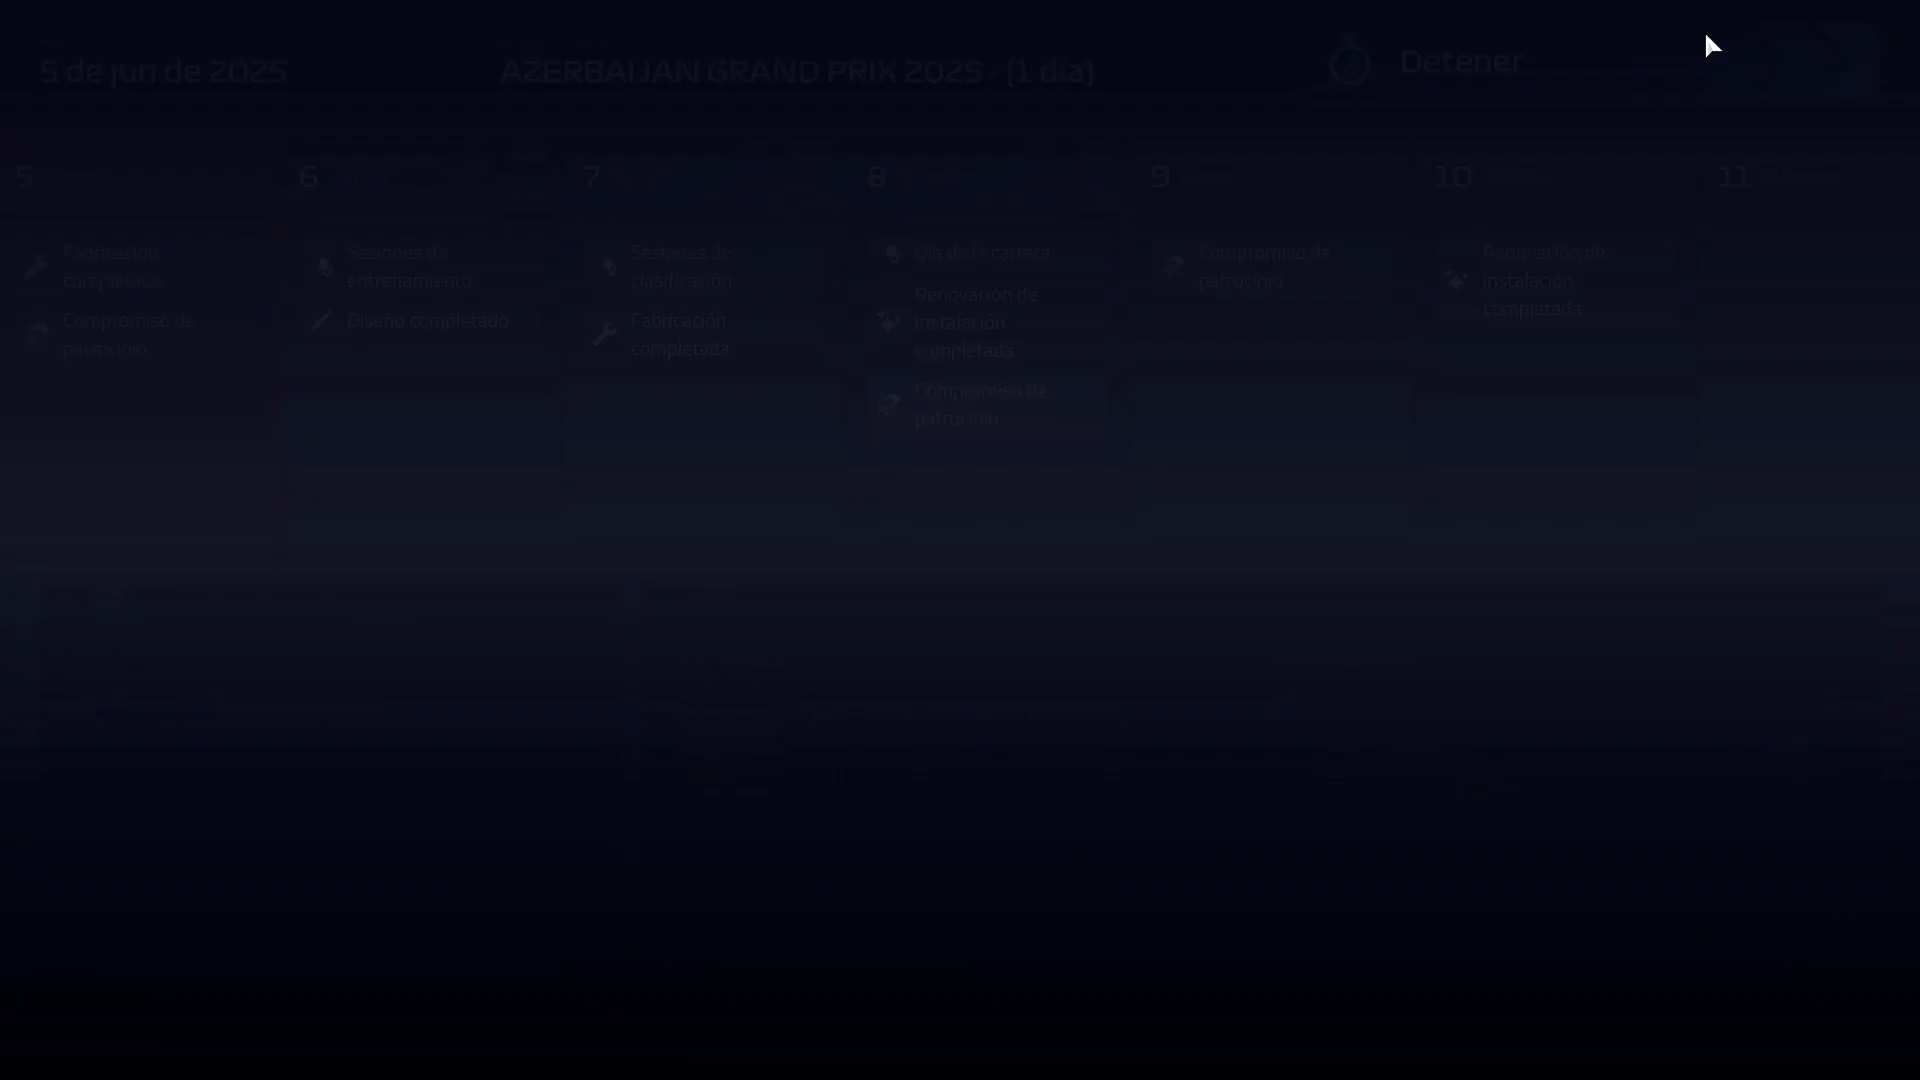 5 de jun de 2025
AZERBAIJAN GRAND PRIX 2025 - (1 día)
Detener
5
6
7
8
9
10
11
Fabricación
completada
Compromiso de
patrocinio
Sesiones de
entrenamiento
Diseño completado
Sesiones de
clasificación
Fabricación
completada
Día de la carrera
Renovación de
instalación
completada
Compromiso de
patrocinio
Compromiso de
patrocinio
Renovación de
instalación
completada